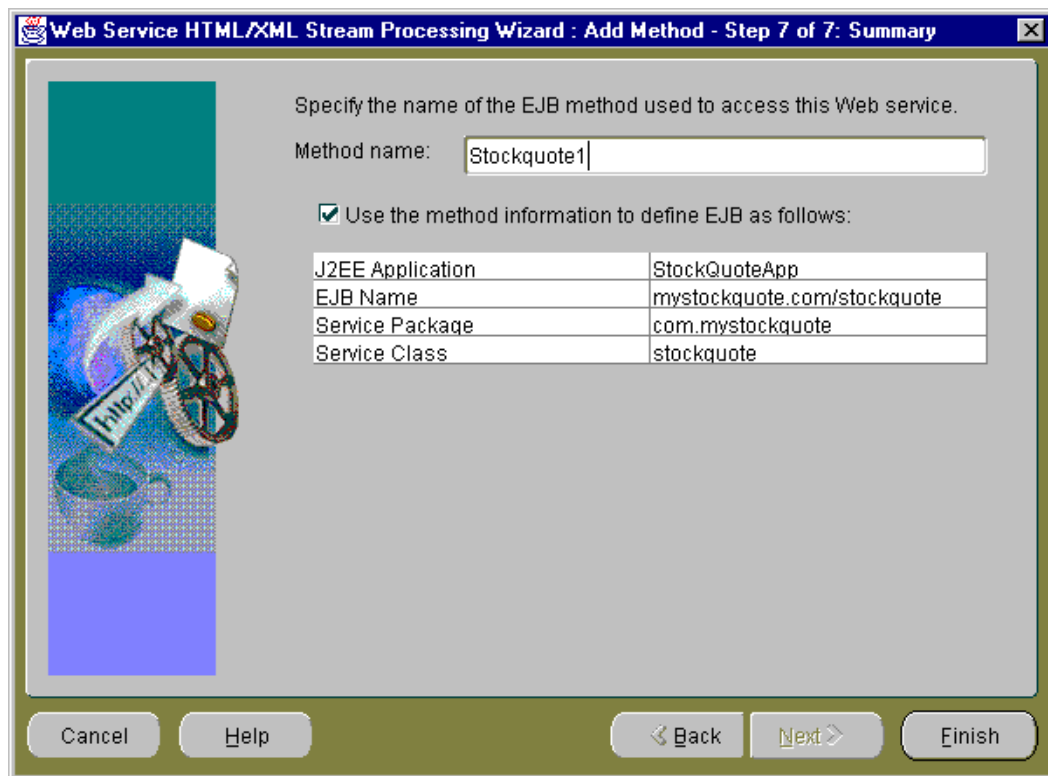 Web Service HTML/XML Stream Processing Wizard : Add Method - Step 7 of 7: Summary
Specify the name of the EJB method used to access this Web service.
Method name: Stockquote1
Use the method information to define EJB as follows:
J2EE Application StockQuoteApp
EJB Name mystockquote.com/stockquote
Service Package com.mystockquote
Service Class stockquote
http://
Cancel Help Back Next Finish